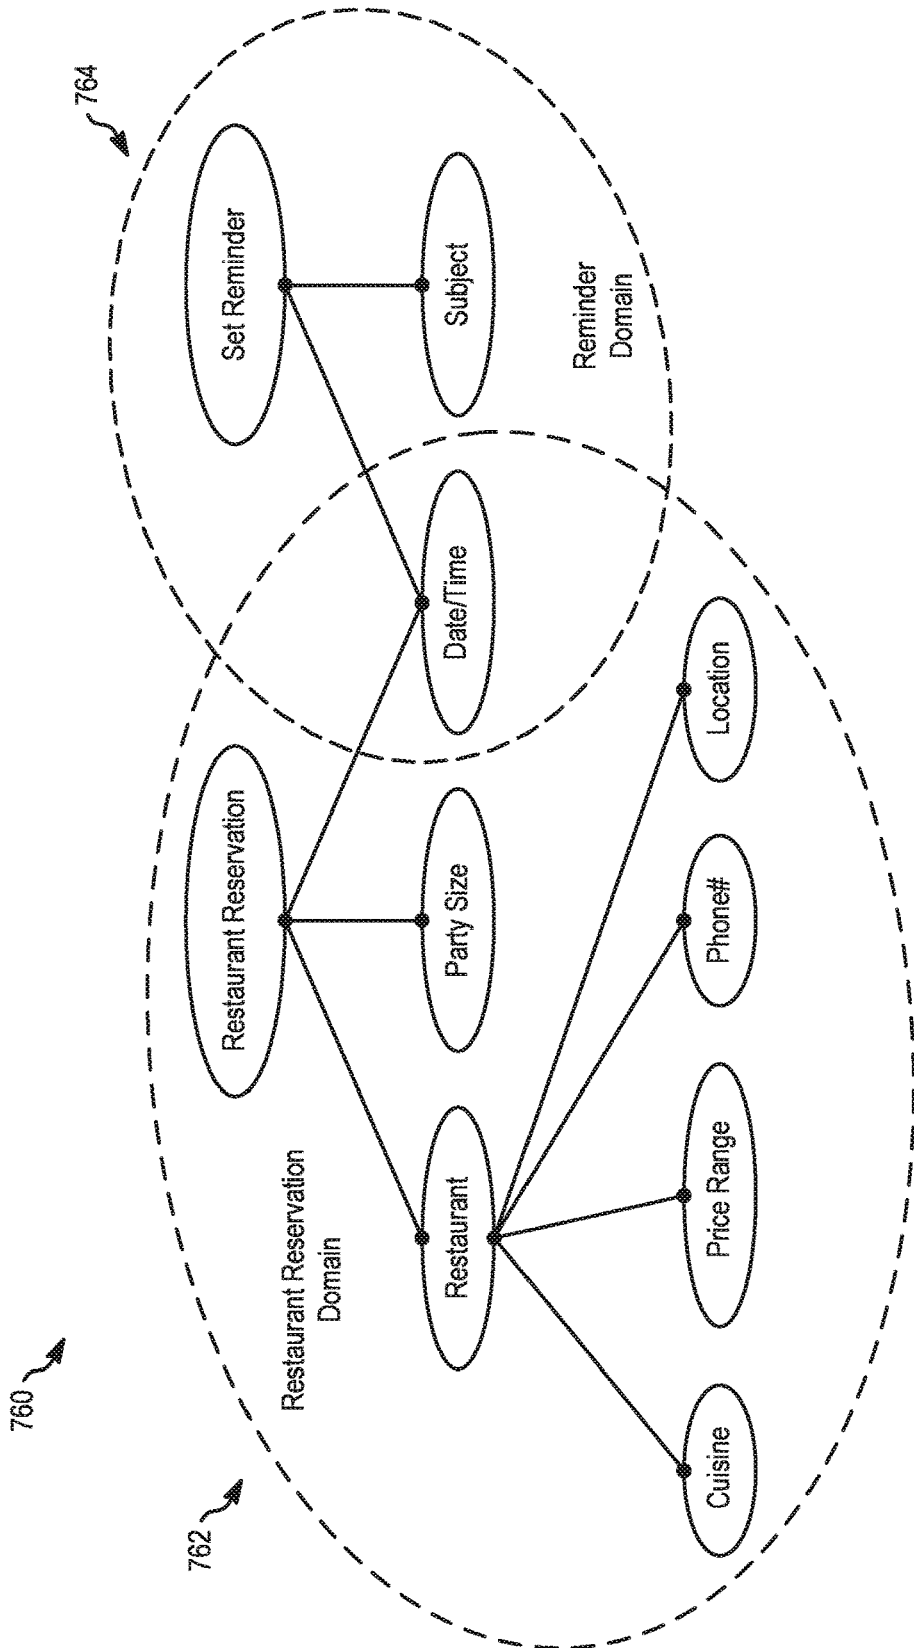 760
762
764
Restaurant Reservation
Set Reminder
Restaurant Reservation
Domain
Restaurant
Party Size
Date/Time
Subject
Reminder
Domain
Cuisine
Price Range
Phone#
Location